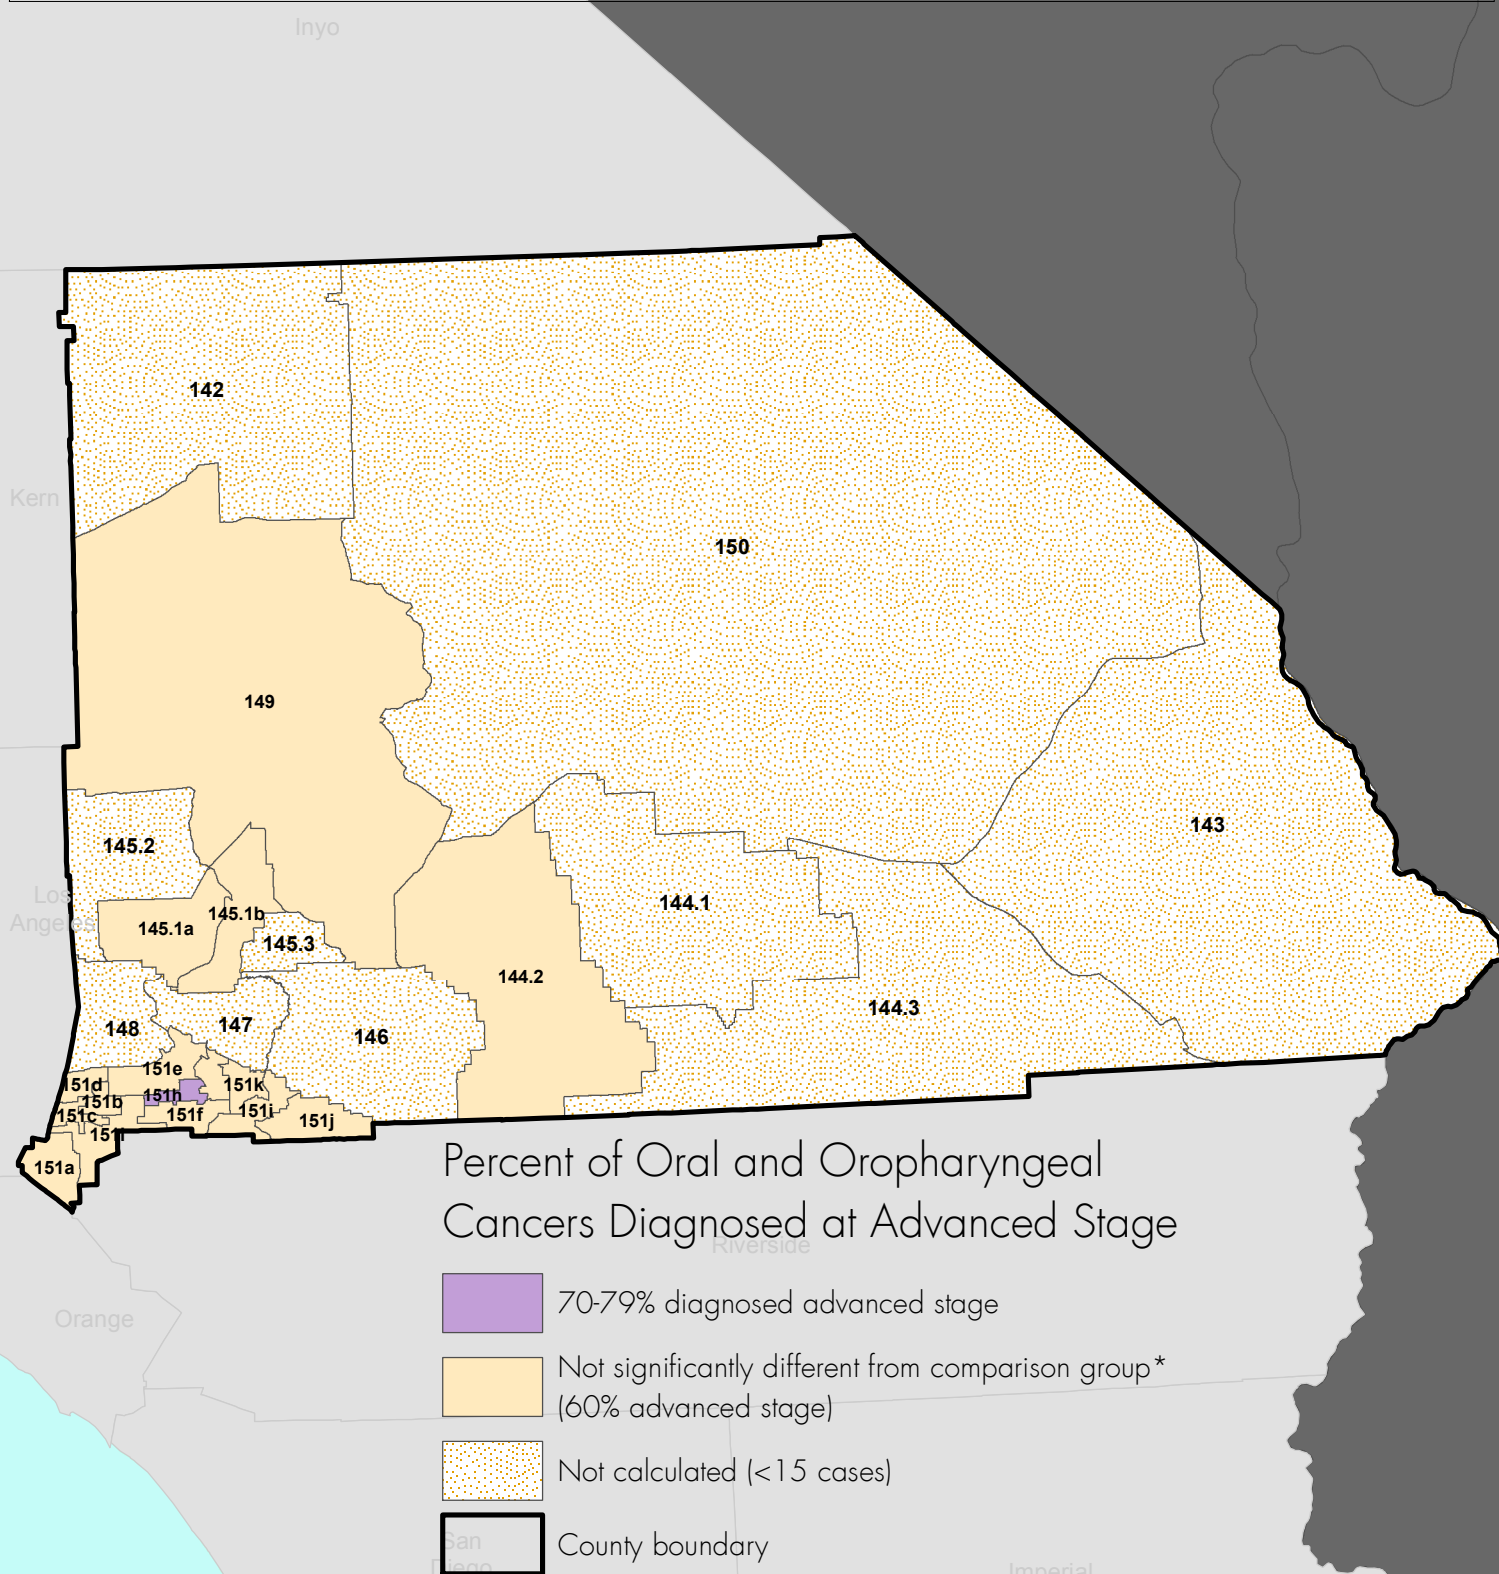 Inyo
142
Kern
150
149
143
145.2
Los
Angeles
144.1
145.1b
145.1a
145.3
144.2
144.3
148
147
146
151e
151d
151h
151k
151b
151c
151f
151i
151j
151a
Percent of Oral and Oropharyngeal
Cancers Diagnosed at Advanced Stage
Riverside
70-79% diagnosed advanced stage
Orange
Not significantly different from comparison group*
(60% advanced stage)
Not calculated (<15 cases)
San
Diego
County boundary
Imperial